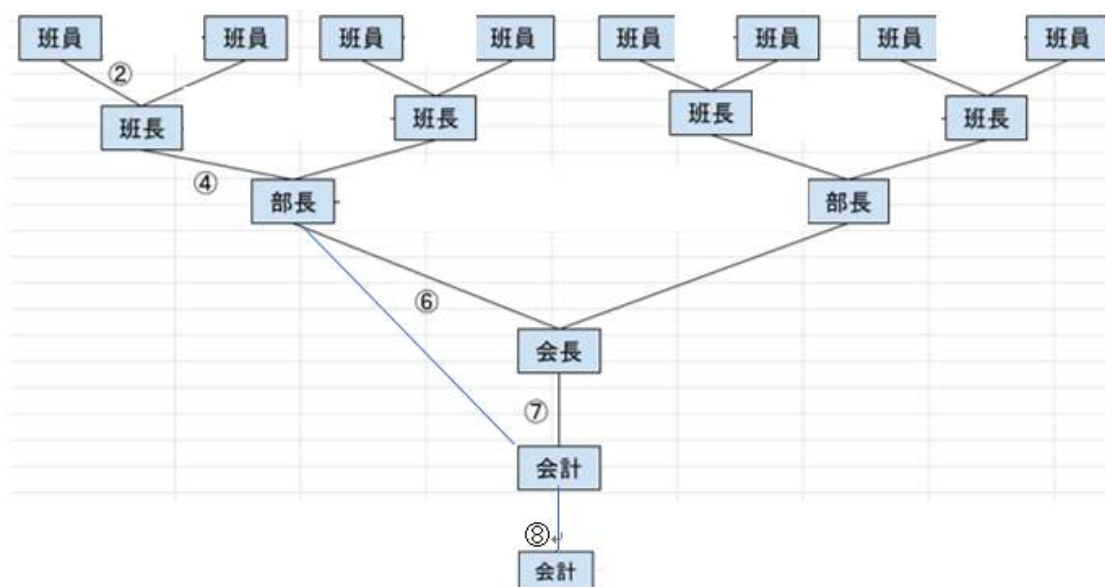 班員 班員 班員 班員 班員 班員 班員 班員
②
班長 班長 班長 班長
④
部長 部長
⑥
会長
⑦
会計
⑧
会計